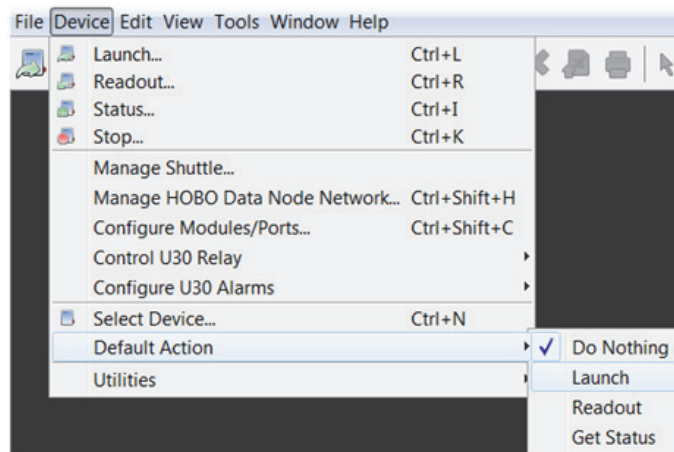 File Device Edit View Tools Window Help
Launch... Ctrl+L
Readout... Ctrl+R
Status... Ctrl+I
Stop... Ctrl+K
Manage Shuttle...
Manage HOBO Data Node Network... Ctrl+Shift+H
Configure Modules/Ports... Ctrl+Shift+C
Control U30 Relay
Configure U30 Alarms
Select Device... Ctrl+N
Default Action
Utilities
Do Nothing
Launch
Readout
Get Status